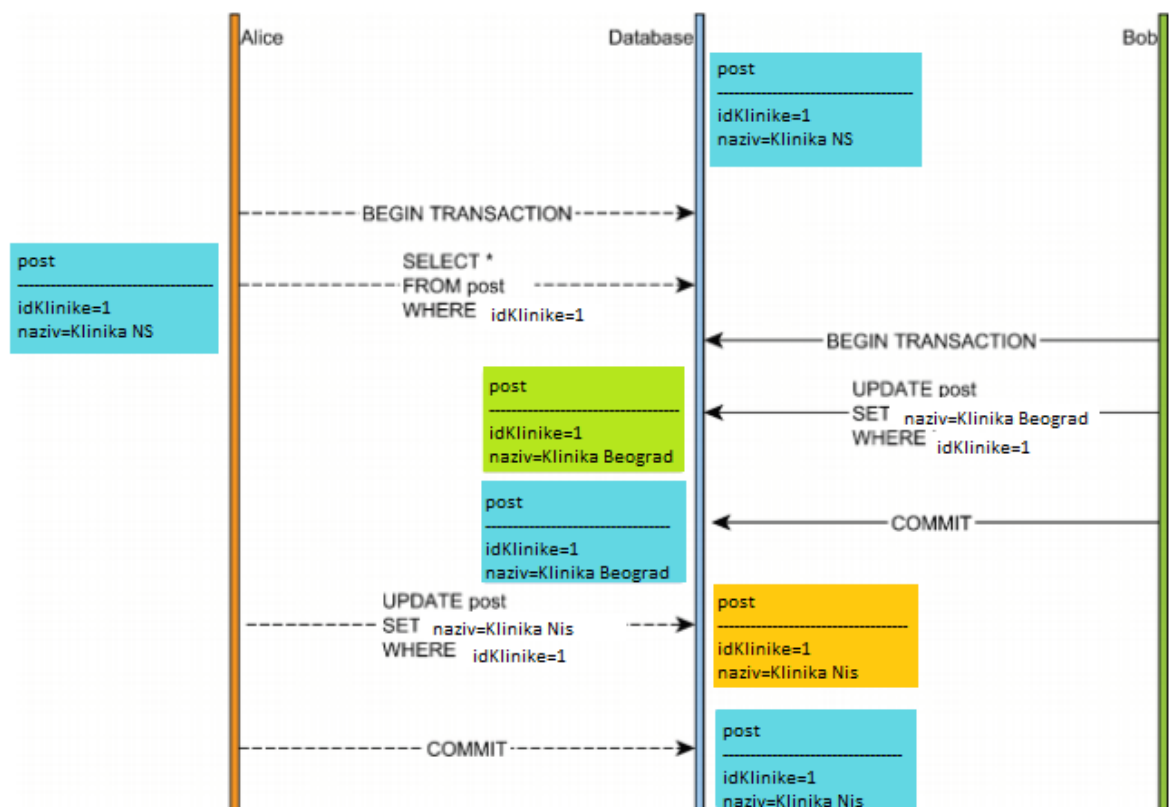 Alice
Database
Bob
post
idKlinike=1
naziv=Klinika NS
BEGIN TRANSACTION
post
idKlinike=1
naziv=Klinika NS
SELECT *
FROM post
WHERE idKlinike=1
BEGIN TRANSACTION
post
idKlinike=1
naziv=Klinika Beograd
UPDATE post
SET naziv=Klinika Beograd
WHERE idKlinike=1
post
idKlinike=1
naziv=Klinika Beograd
COMMIT
UPDATE post
SET naziv=Klinika Nis
WHERE idKlinike=1
post
idKlinike=1
naziv=Klinika Nis
COMMIT
post
idKlinike=1
naziv=Klinika Nis